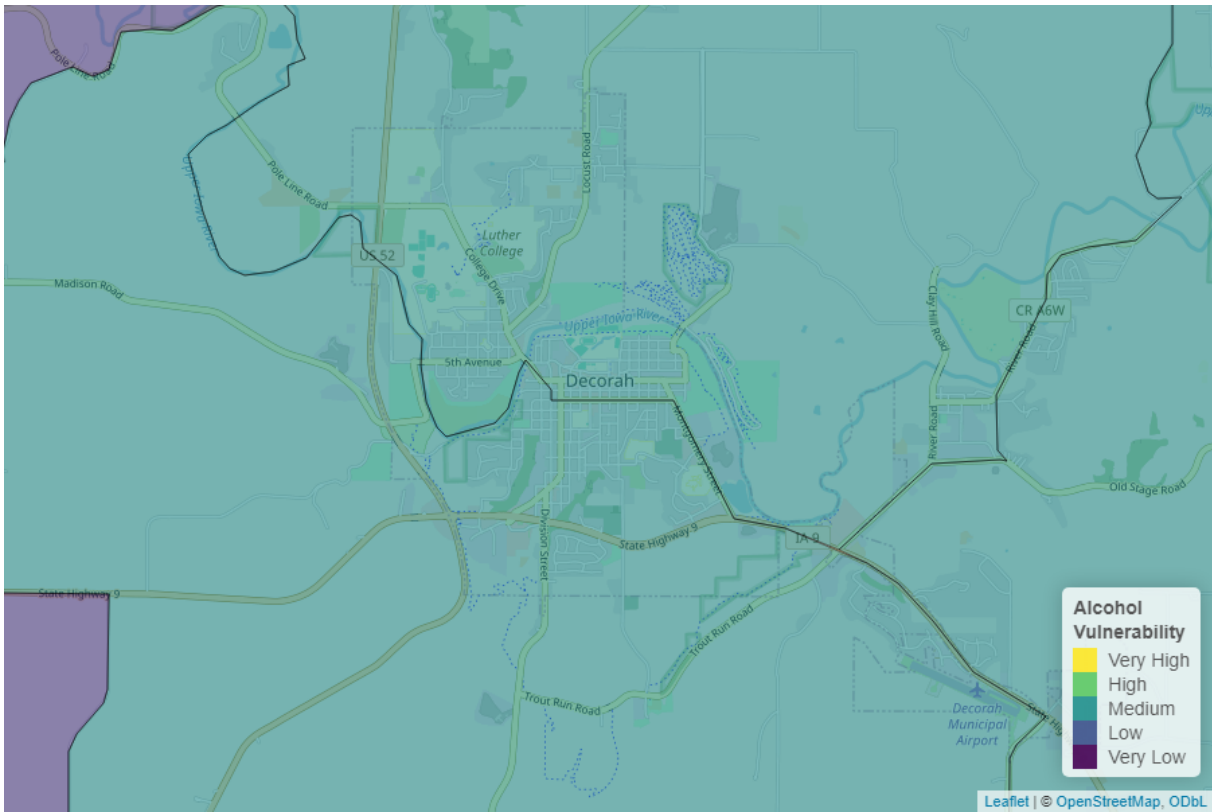 Pole Line Road
Upper Iowa River
Pole Line Road
Locust Road
Luther
College
US 52
College Drive
Madison Road
Upper Iowa River
Clay Hill Road
CR A6W
River Road
5th Avenue
Decorah
Montgomery Street
River Road
Old Stage Road
Division Street
State Highway 9
IA 9
State Highway 9
Trout Run Road
Trout Run Road
Decorah
Municipal
Airport
Alcohol
Vulnerability
Very High
High
Medium
Low
Very Low
Leaflet | © OpenStreetMap, ODbL